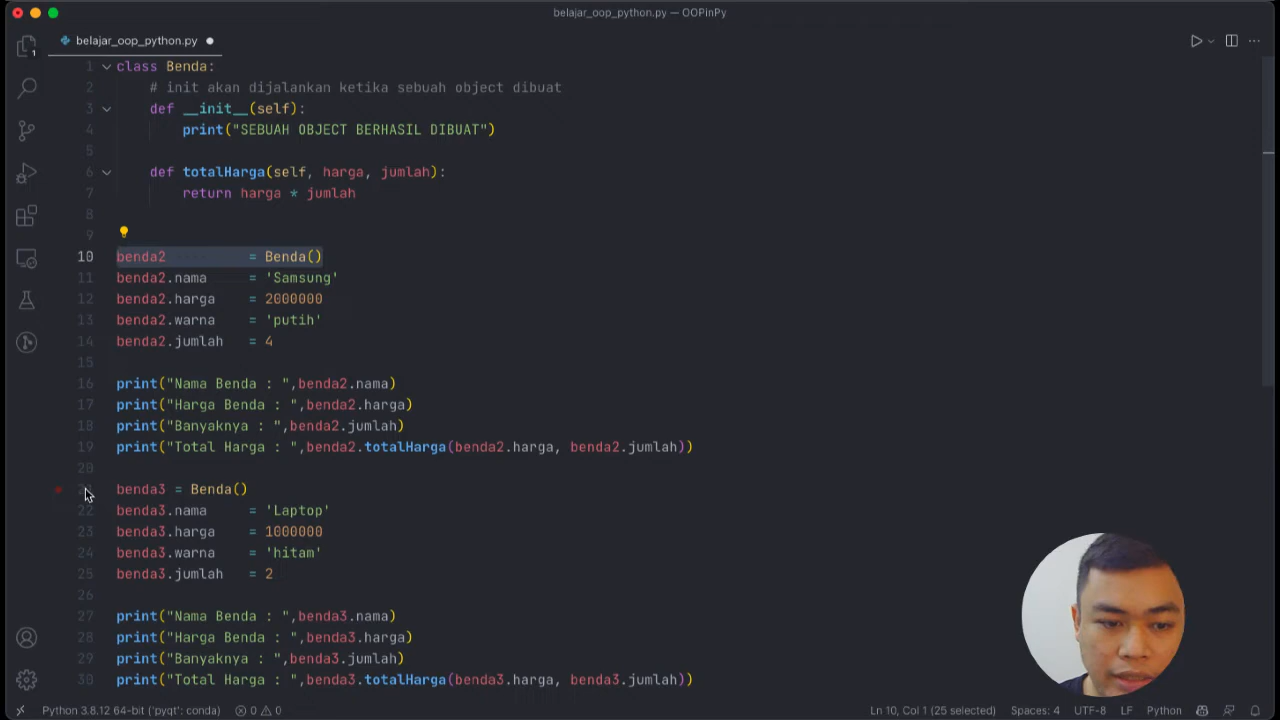 belajar_oop_python.py — OOPinPy
belajar_oop_python.py
1 class Benda:
2 # init akan dijalankan ketika sebuah object dibuat
3 def __init__(self):
4 print("SEBUAH OBJECT BERHASIL DIBUAT")
5
6 def totalHarga(self, harga, jumlah):
7 return harga * jumlah
8
9
10 benda2 = Benda()
11 benda2.nama = 'Samsung'
12 benda2.harga = 2000000
13 benda2.warna = 'putih'
14 benda2.jumlah = 4
15
16 print("Nama Benda : ",benda2.nama)
17 print("Harga Benda : ",benda2.harga)
18 print("Banyaknya : ",benda2.jumlah)
19 print("Total Harga : ",benda2.totalHarga(benda2.harga, benda2.jumlah))
20
benda3 = Benda()
22 benda3.nama = 'Laptop'
23 benda3.harga = 1000000
24 benda3.warna = 'hitam'
25 benda3.jumlah = 2
26
27 print("Nama Benda : ",benda3.nama)
28 print("Harga Benda : ",benda3.harga)
29 print("Banyaknya : ",benda3.jumlah)
30 print("Total Harga : ",benda3.totalHarga(benda3.harga, benda3.jumlah))
Python 3.8.12 64-bit ('pyqt': conda) 0 0 Ln 10, Col 1 (25 selected) Spaces: 4 UTF-8 LF Python